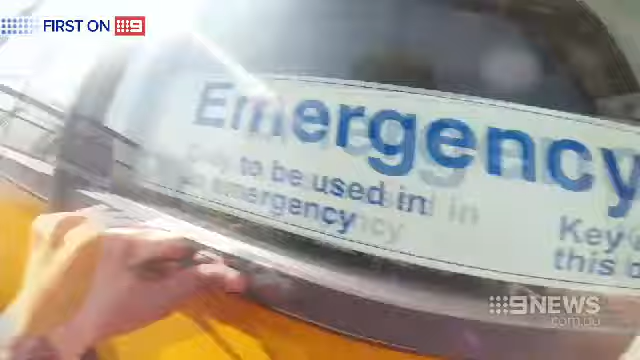 FIRST ON 9
Emergency
to be used in
emergency
Key
this
9NEWS
com.au